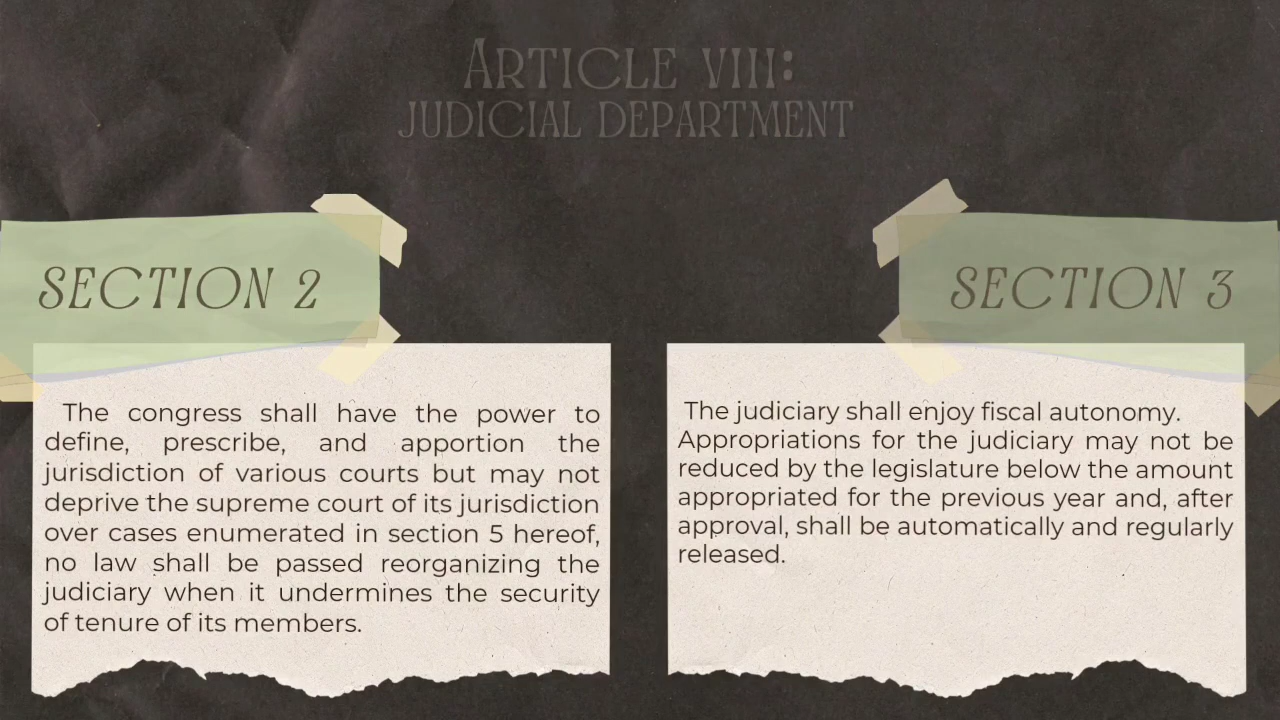 ARTICLE VIII:
JUDICIAL DEPARTMENT
SECTION 2
The congress shall have the power to
define, prescribe, and apportion the
jurisdiction of various courts but may not
deprive the supreme court of its jurisdiction
over cases enumerated in section 5 hereof,
no law shall be passed reorganizing the
judiciary when it undermines the security
of tenure of its members.
SECTION 3
The judiciary shall enjoy fiscal autonomy.
Appropriations for the judiciary may not be
reduced by the legislature below the amount
appropriated for the previous year and, after
approval, shall be automatically and regularly
released.